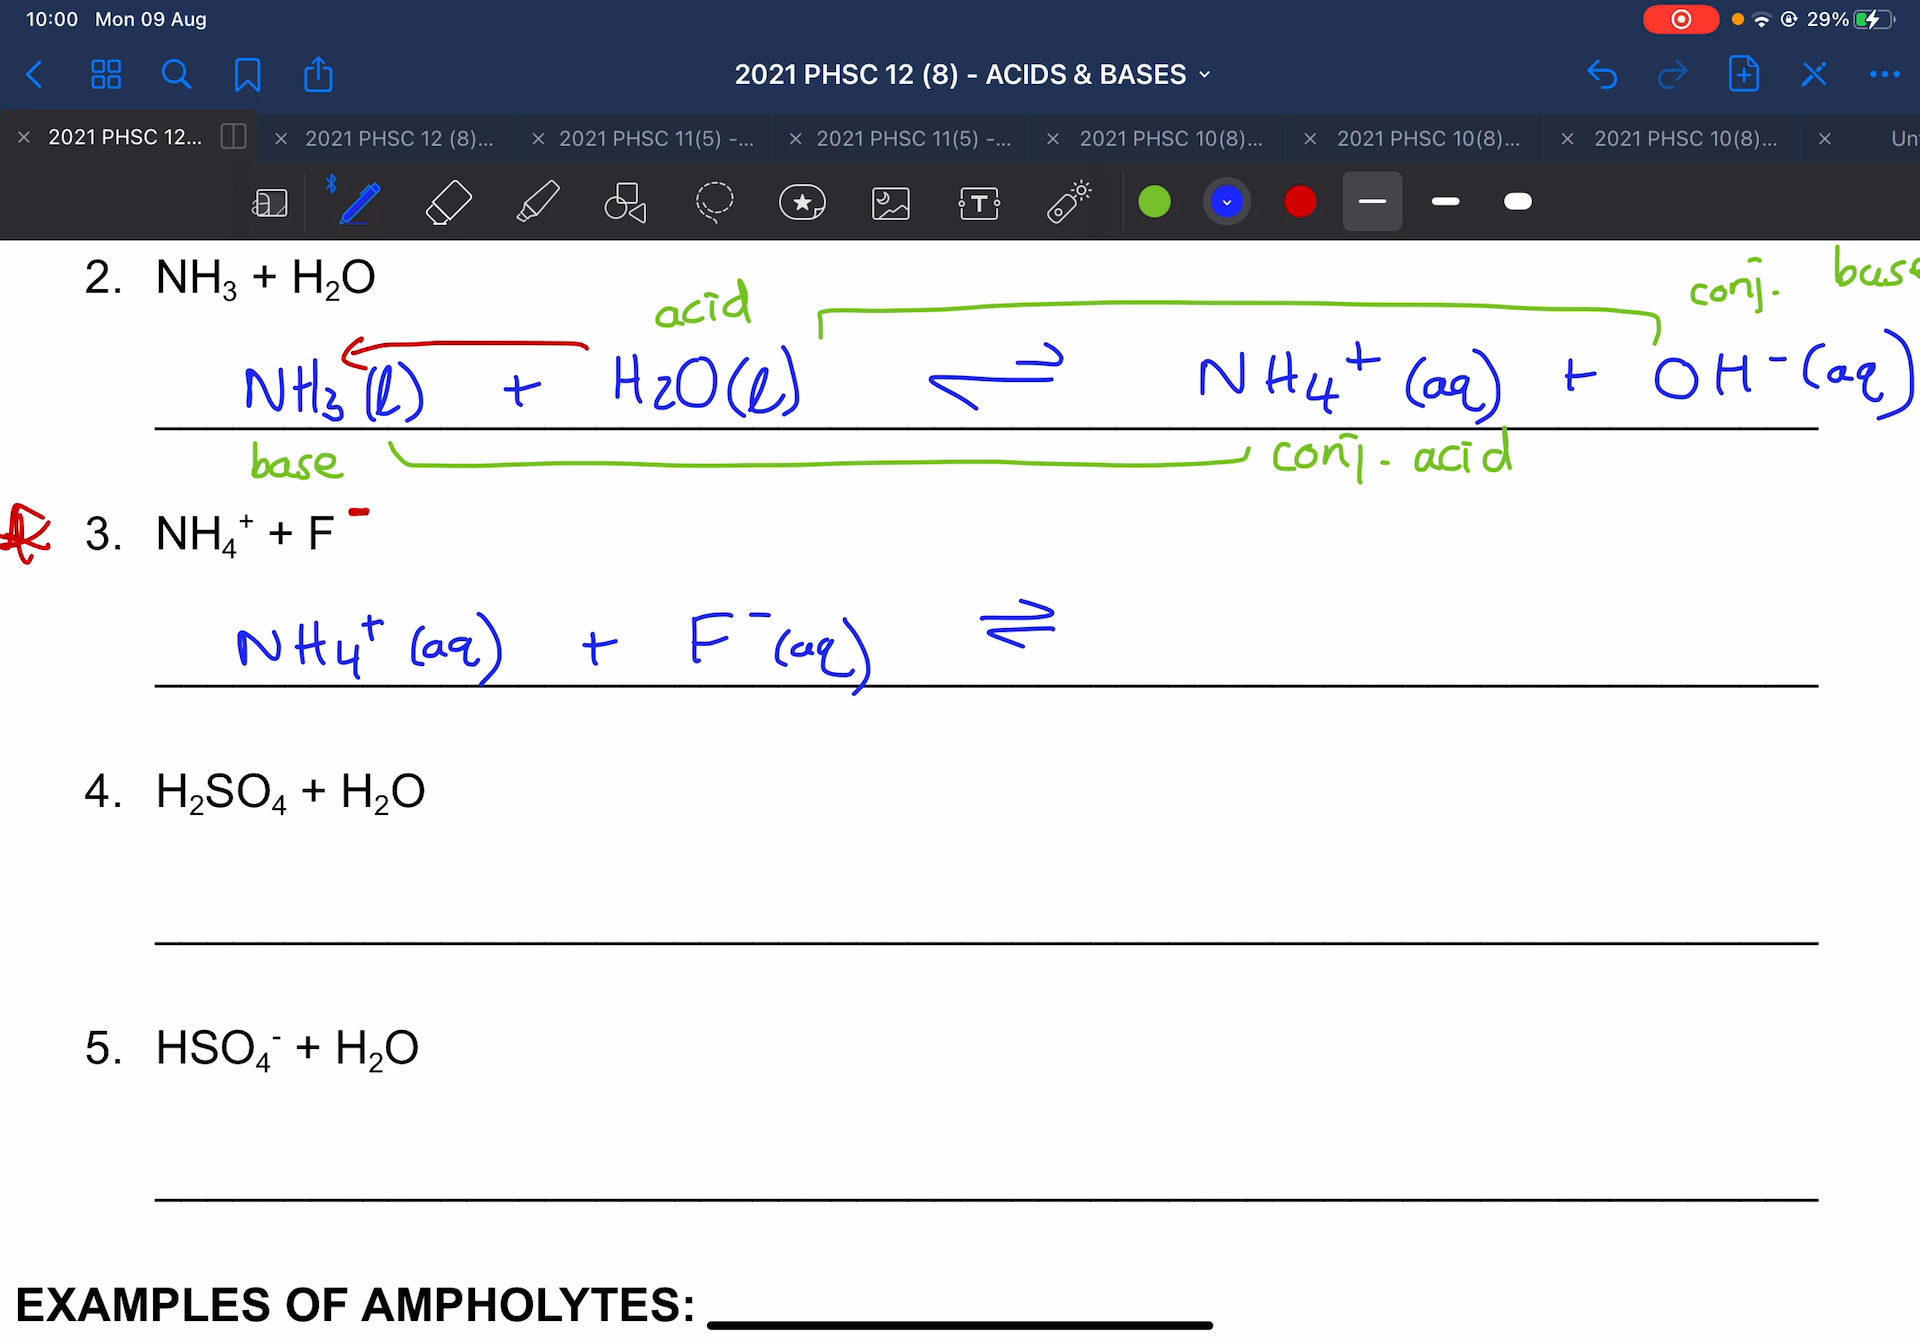 10:00 Mon 09 Aug 29%
2021 PHSC 12 (8) - ACIDS & BASES
2021 PHSC 12... 2021 PHSC 12 (8)... 2021 PHSC 11(5) -... 2021 PHSC 11(5) -... 2021 PHSC 10(8)... 2021 PHSC 10(8)... 2021 PHSC 10(8)... Un
2. NH₃ + H₂O
acid conj. base
NH₃(l) + H₂O(l) ⇌ NH₄⁺(aq) + OH⁻(aq)
base conj. acid
3. NH₄⁺ + F⁻
NH₄⁺(aq) + F⁻(aq) ⇌
4. H₂SO₄ + H₂O
5. HSO₄⁻ + H₂O
EXAMPLES OF AMPHOLYTES: